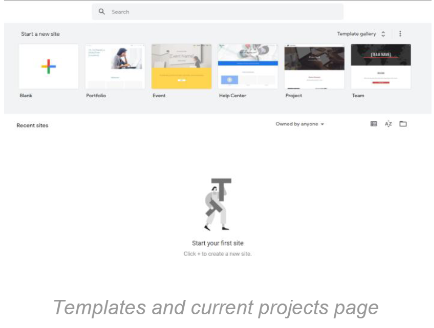 Search
Start a new site
Template gallery
Blank
Portfolio
Event
Help Center
Project
Team
Recent sites
Owned by anyone
Start your first site
Click + to create a new site.
Templates and current projects page